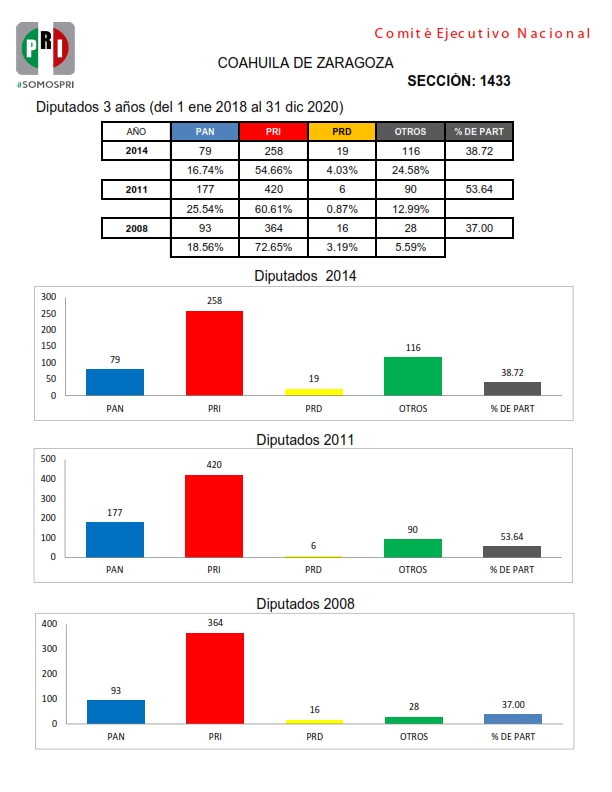 Comité Ejecutivo Nacional
PRI
#SOMOSPRI
COAHUILA DE ZARAGOZA
SECCIÓN: 1433
Diputados 3 años (del 1 ene 2018 al 31 dic 2020)
AÑO PAN PRI PRD OTROS % DE PART
2014 79 258 19 116 38.72
16.74% 54.66% 4.03% 24.58%
2011 177 420 6 90 53.64
25.54% 60.61% 0.87% 12.99%
2008 93 364 16 28 37.00
18.56% 72.65% 3.19% 5.59%
Diputados 2014
300
250
200
150
100
50
0
79 258 19 116 38.72
PAN PRI PRD OTROS % DE PART
Diputados 2011
500
400
300
200
100
0
177 420 6 90 53.64
PAN PRI PRD OTROS % DE PART
Diputados 2008
400
300
200
100
0
93 364 16 28 37.00
PAN PRI PRD OTROS % DE PART